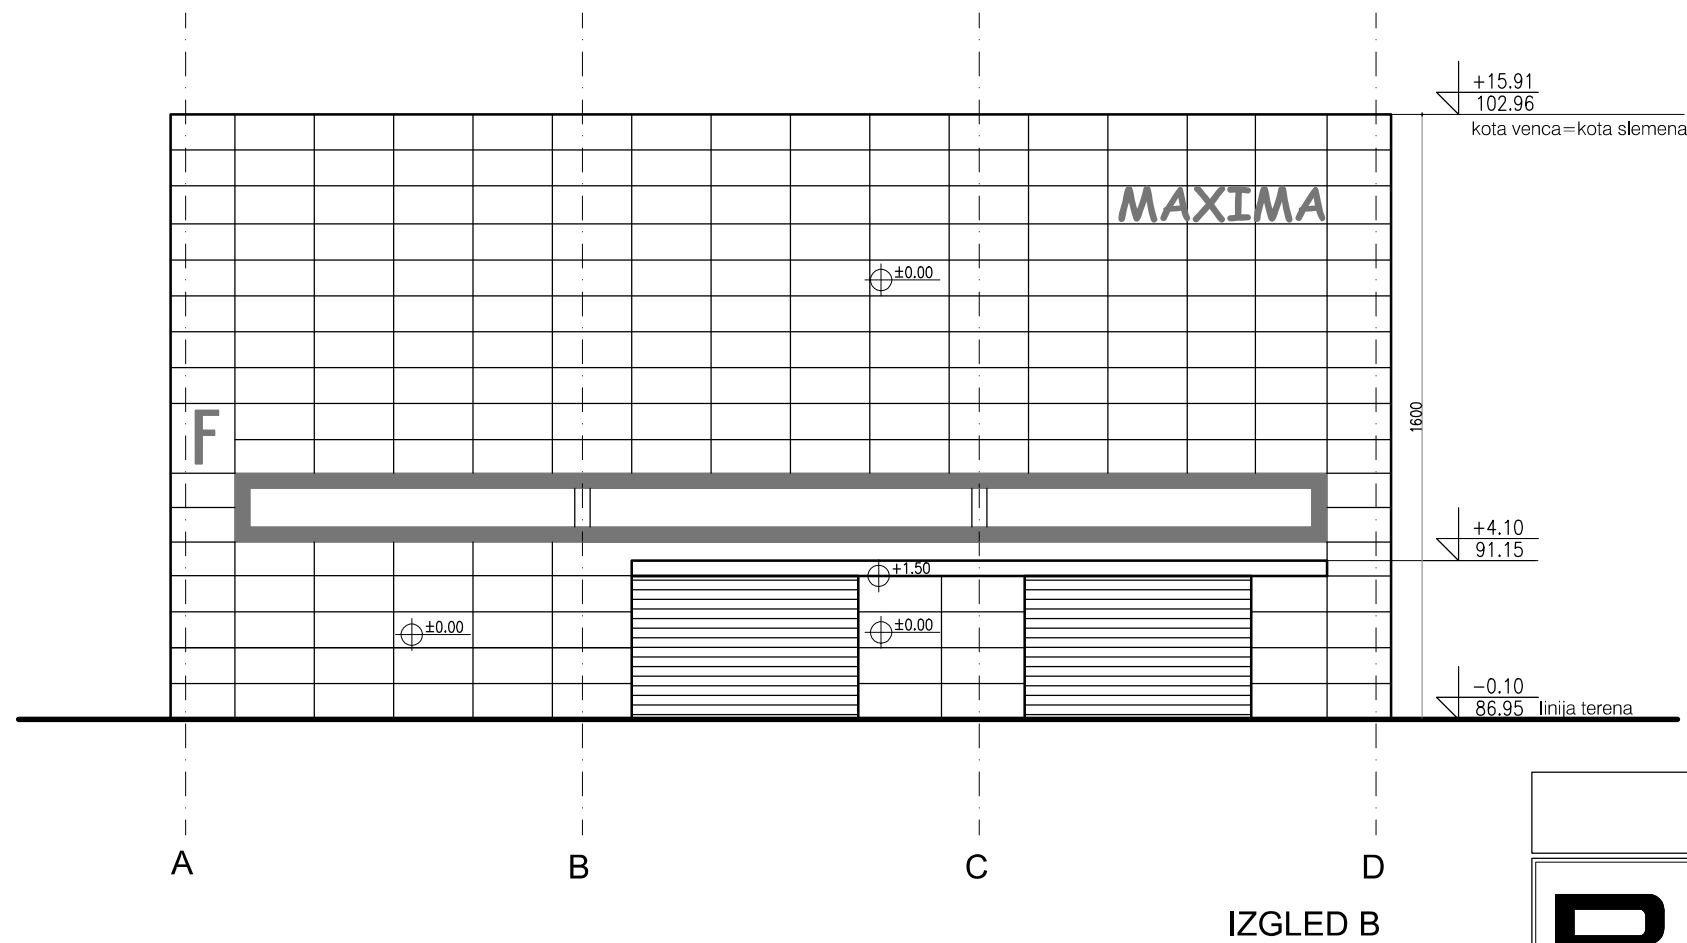 +15.91
102.96
kota venca=kota slemena
MAXIMA
±0.00
1600
F
+4.10
91.15
+1.50
±0.00
±0.00
-0.10
86.95 linija terena
A B C D
IZGLED B